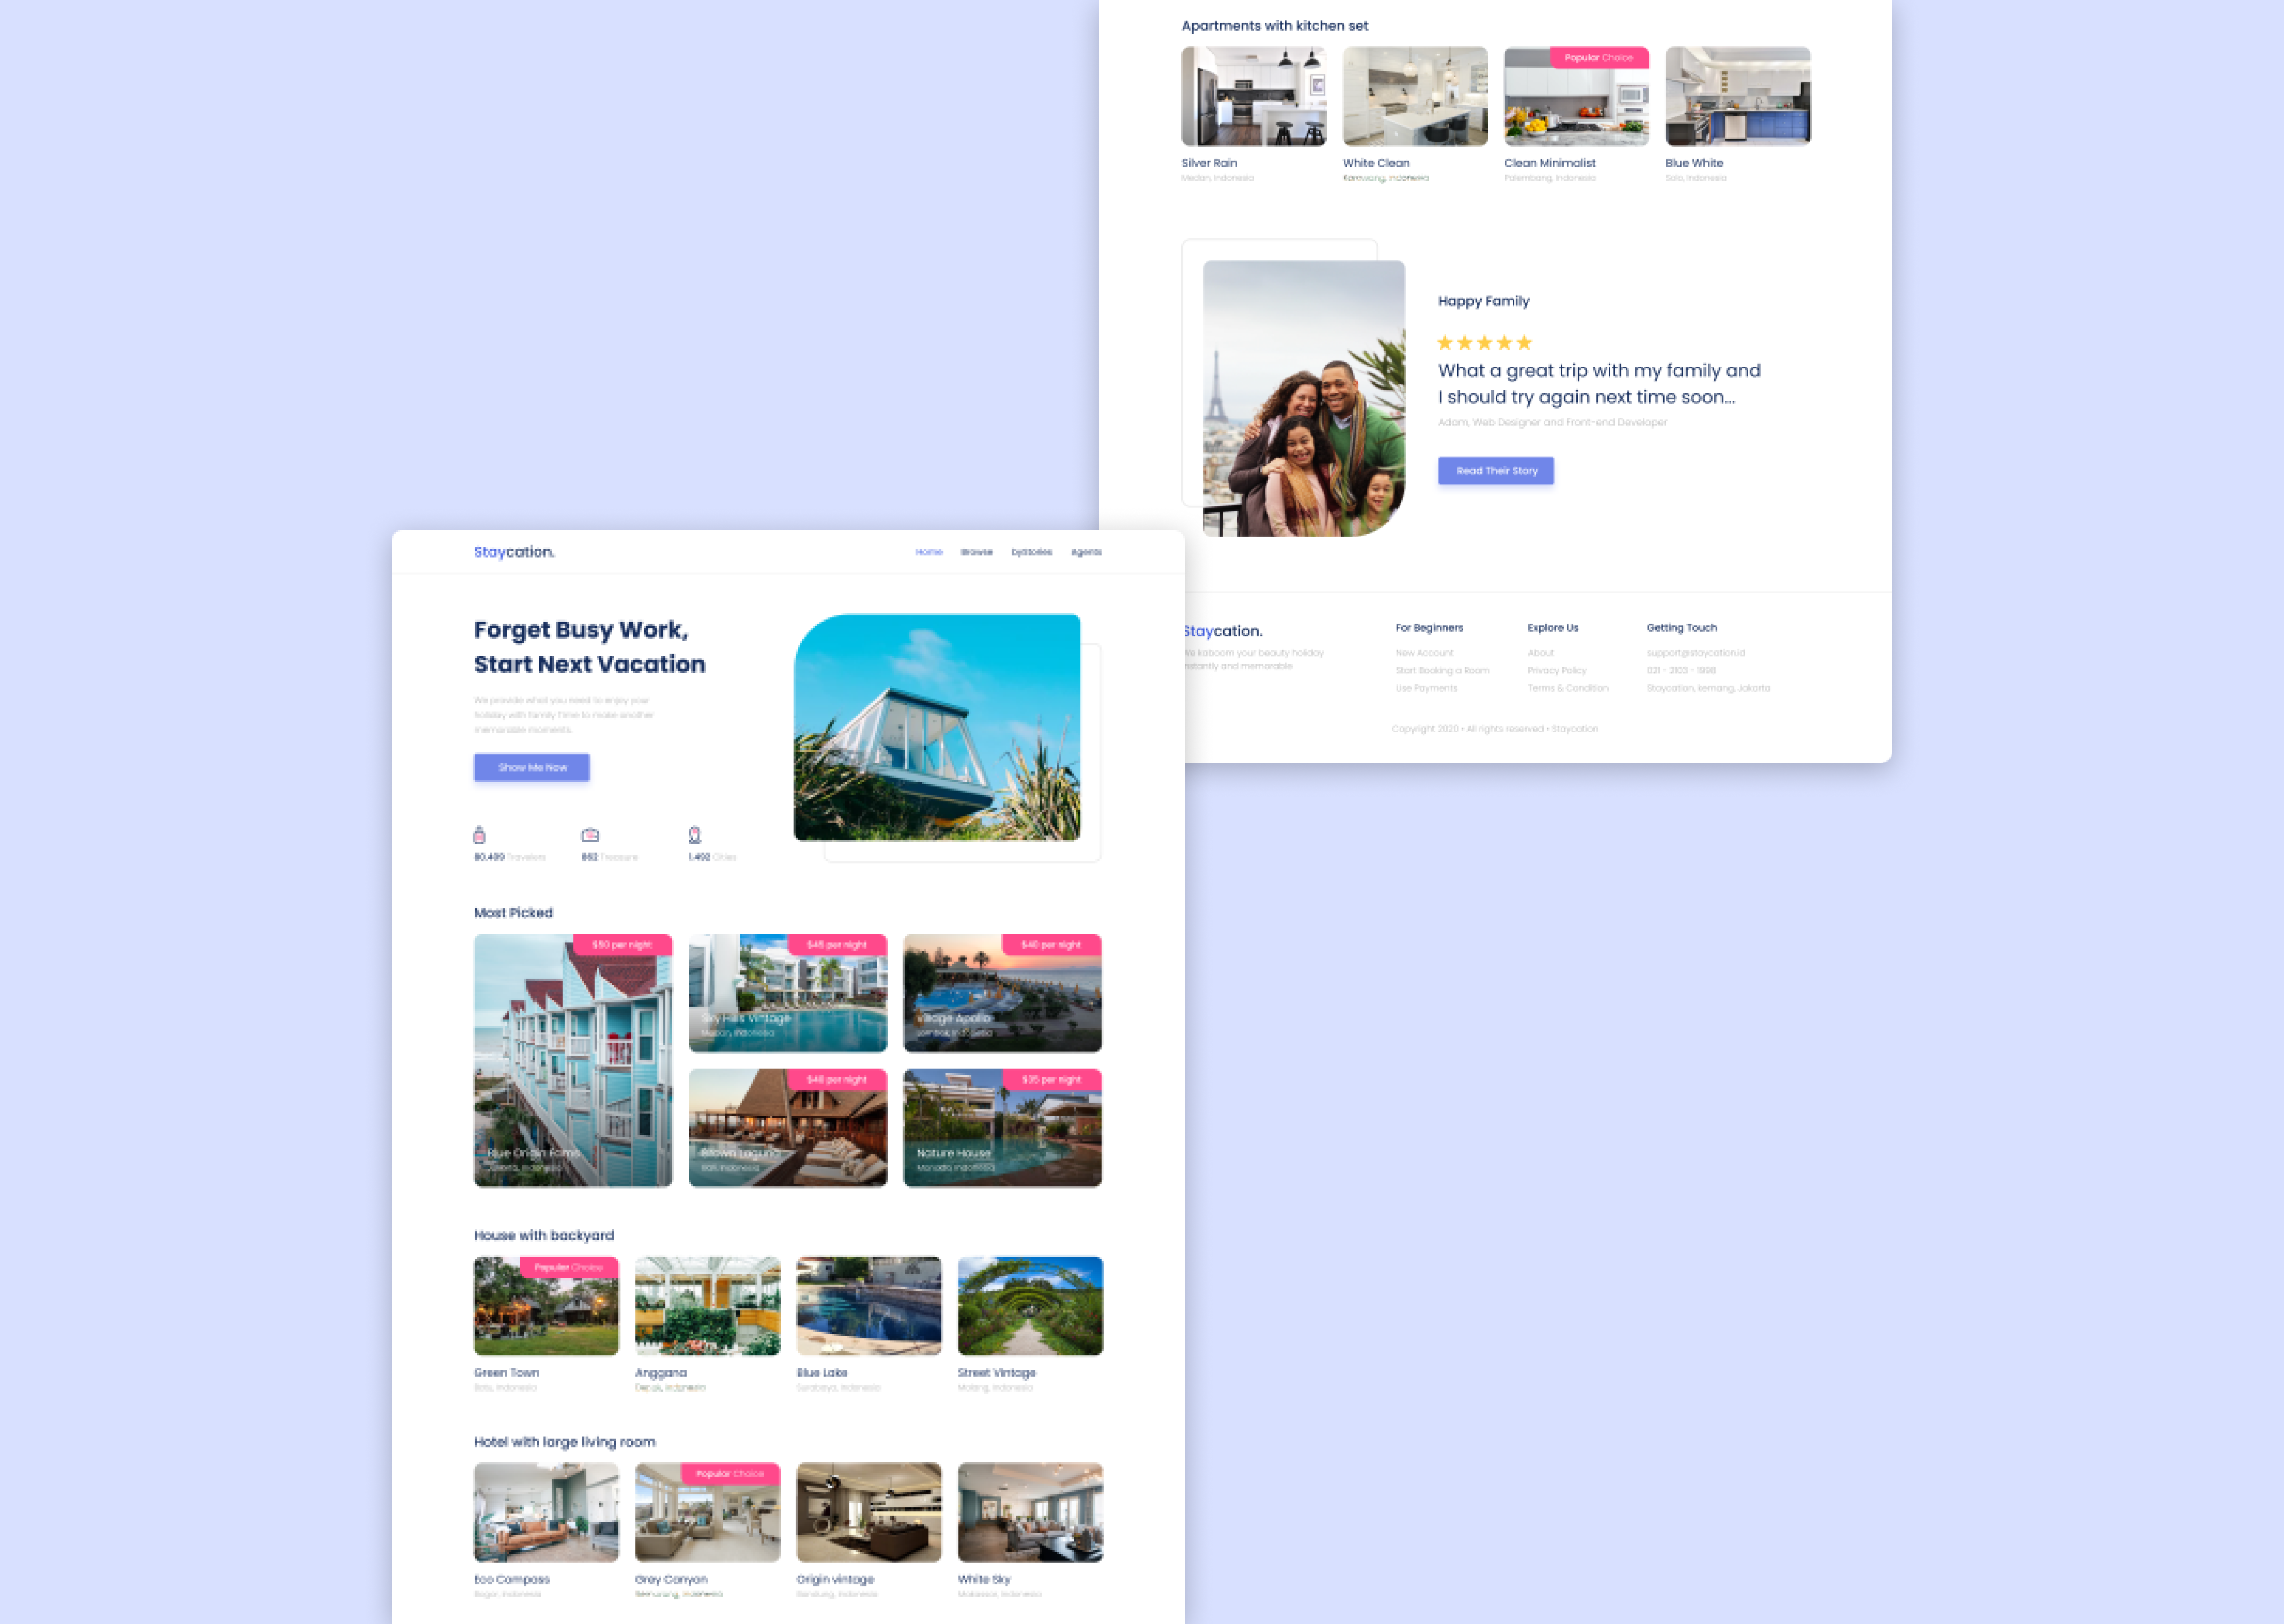 Apartments with kitchen set
Popular Choice
Silver Rain
Medan, Indonesia
White Clean
Karawang, Indonesia
Clean Minimalist
Palembang, Indonesia
Blue White
Solo, Indonesia
Happy Family
What a great trip with my family and
I should try again next time soon...
Adam, Web Designer and Front-end Developer
Read Their Story
Staycation.
We kaboom your beauty holiday
instantly and memorable
For Beginners
New Account
Start Booking a Room
Use Payments
Explore Us
About
Privacy Policy
Terms & Condition
Getting Touch
support@staycation.id
021 - 2103 - 1998
Staycation, kemang, Jakarta
Copyright 2020 • All rights reserved • Staycation
Staycation.
Home
Browse
Agents
Forget Busy Work,
Start Next Vacation
We provide what you need to enjoy your
holiday with family time to make another
memorable moments.
Show Me Now
80,409 Travelers
862 Treasure
1,492 Cities
Most Picked
$50 per night
Blue Origin Fams
Jakarta, Indonesia
$45 per night
Sky Hills Vintage
Indonesia
$40 per night
Village Apollo
Indonesia
$48 per night
Brown Laguna
Bali, Indonesia
$35 per night
Nature House
Manado, Indonesia
House with backyard
Popular Choice
Green Town
Batu, Indonesia
Anggana
Depok, Indonesia
Blue Lake
Surabaya, Indonesia
Street Vintage
Malang, Indonesia
Hotel with large living room
Popular Choice
Eco Compass
Bogor, Indonesia
Grey Canyon
Semarang, Indonesia
Origin vintage
Bandung, Indonesia
White Sky
Makassar, Indonesia